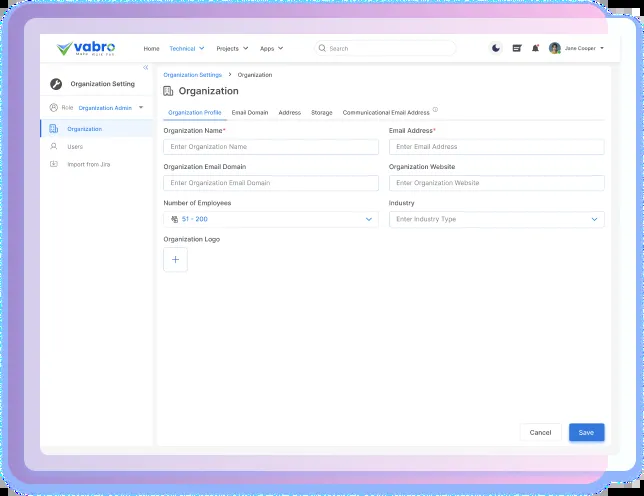 vabro
Home Technical Projects Apps Search Jane Cooper
Organization Setting
Role Organization Admin
Organization
Users
Import from Jira
Organization Settings > Organization
Organization
Organization Profile Email Domain Address Storage Communicational Email Address
Organization Name* Email Address*
Enter Organization Name Enter Email Address
Organization Email Domain Organization Website
Enter Organization Email Domain Enter Organization Website
Number of Employees Industry
51 - 200 Enter Industry Type
Organization Logo
+
Cancel Save